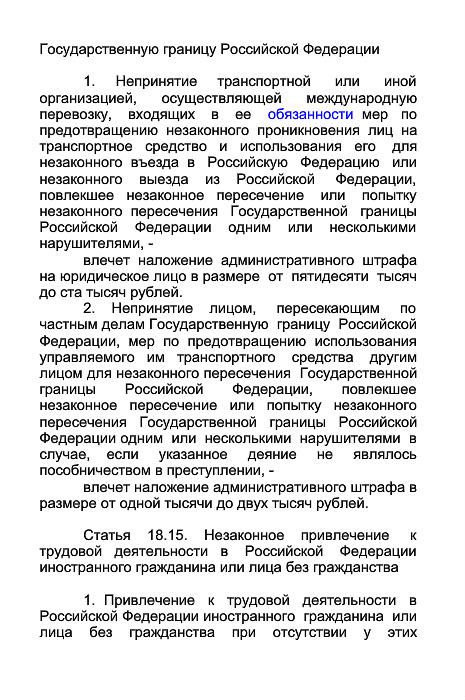 Государственную границу Российской Федерации
1. Непринятие транспортной или иной
организацией, осуществляющей международную
перевозку, входящих в ее обязанности мер по
предотвращению незаконного проникновения лиц на
транспортное средство и использования его для
незаконного въезда в Российскую Федерацию или
незаконного выезда из Российской Федерации,
повлекшее незаконное пересечение или попытку
незаконного пересечения Государственной границы
Российской Федерации одним или несколькими
нарушителями, -
влечет наложение административного штрафа
на юридическое лицо в размере от пятидесяти тысяч
до ста тысяч рублей.
2. Непринятие лицом, пересекающим по
частным делам Государственную границу Российской
Федерации, мер по предотвращению использования
управляемого им транспортного средства другим
лицом для незаконного пересечения Государственной
границы Российской Федерации, повлекшее
незаконное пересечение или попытку незаконного
пересечения Государственной границы Российской
Федерации одним или несколькими нарушителями в
случае, если указанное деяние не являлось
пособничеством в преступлении, -
влечет наложение административного штрафа в
размере от одной тысячи до двух тысяч рублей.
Статья 18.15. Незаконное привлечение к
трудовой деятельности в Российской Федерации
иностранного гражданина или лица без гражданства
1. Привлечение к трудовой деятельности в
Российской Федерации иностранного гражданина или
лица без гражданства при отсутствии у этих